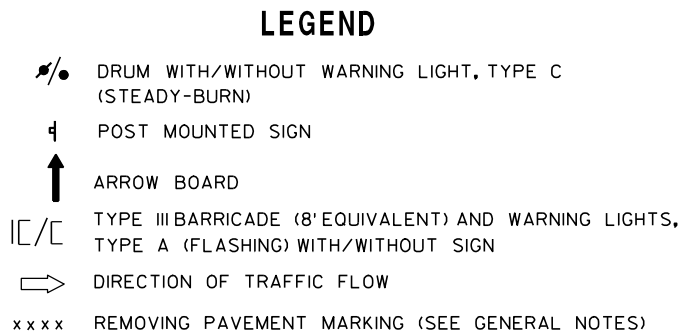 LEGEND
DRUM WITH/WITHOUT WARNING LIGHT, TYPE C
(STEADY-BURN)
POST MOUNTED SIGN
ARROW BOARD
TYPE III BARRICADE (8' EQUIVALENT) AND WARNING LIGHTS,
TYPE A (FLASHING) WITH/WITHOUT SIGN
DIRECTION OF TRAFFIC FLOW
xxxx REMOVING PAVEMENT MARKING (SEE GENERAL NOTES)